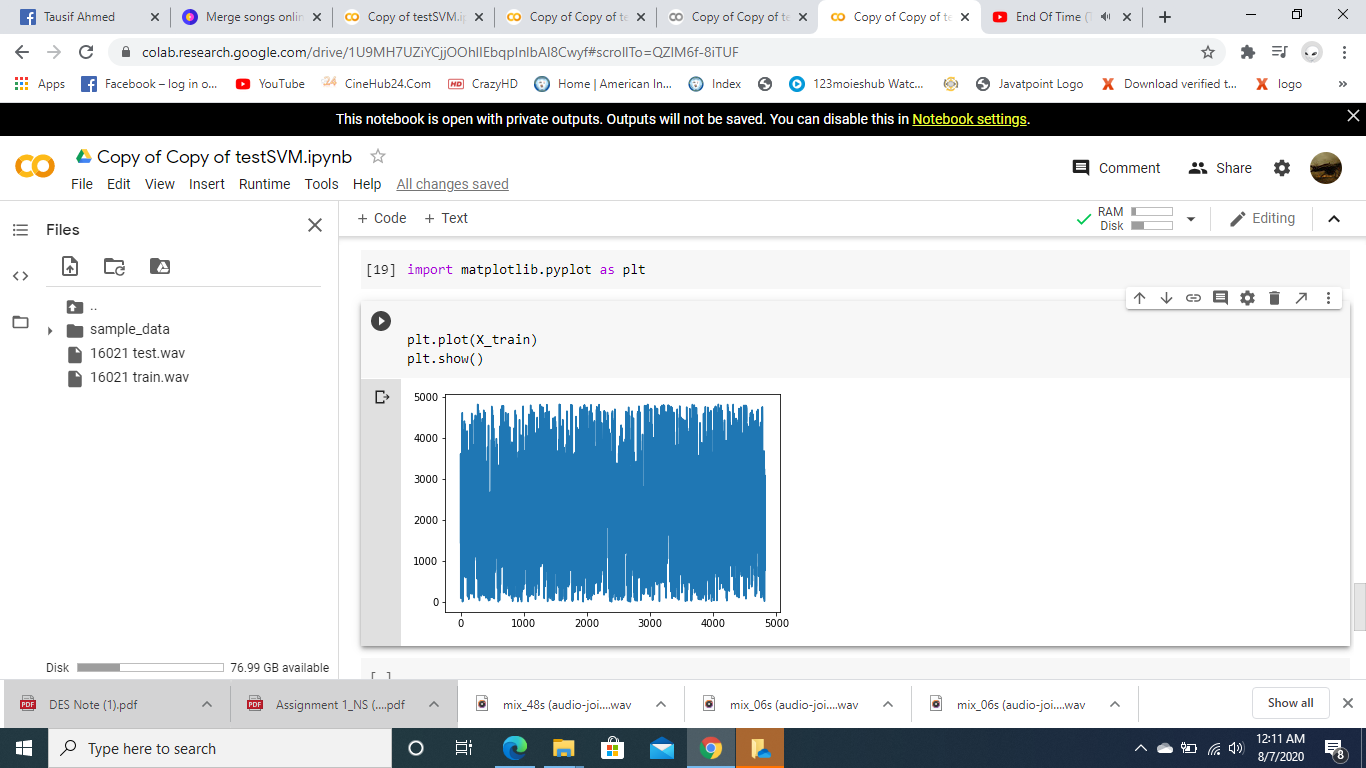 Tausif Ahmed
Merge songs onlin
Copy of testSVM.i
Copy of Copy of te
Copy of Copy of te
Copy of Copy of te
End Of Time (
colab.research.google.com/drive/
Apps
Facebook – log in o...
YouTube
CineHub24.Com
CrazyHD
Home | American In...
Index
123moieshub Watc...
Javatpoint Logo
Download verified t...
logo
»
This notebook is open with private outputs. Outputs will not be saved. You can disable this in Notebook settings.
Copy of Copy of testSVM.ipynb
Comment
Share
File Edit View Insert Runtime Tools Help All changes saved
Files
+ Code + Text
RAM
Disk
Editing
..
sample_data
16021 test.wav
16021 train.wav
[19] import matplotlib.pyplot as plt
plt.plot(X_train)
plt.show()
5000
4000
3000
2000
1000
0
0 1000 2000 3000 4000 5000
[ ]
Disk 76.99 GB available
DES Note (1).pdf
Assignment 1_NS (....pdf
mix_48s (audio-joi....wav
mix_06s (audio-joi....wav
mix_06s (audio-joi....wav
Show all
Type here to search
12:11 AM
8/7/2020
8